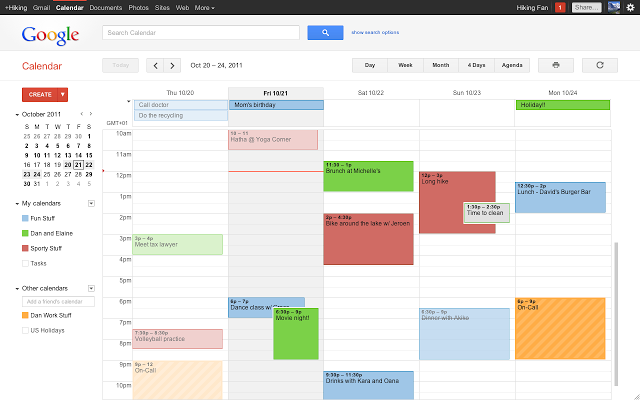 +Hiking Gmail Calendar Documents Photos Sites Web More
Hiking Fan 1 Share...
Google
Search Calendar
show search options
Calendar
Today
Oct 20 – 24, 2011
Day Week Month 4 Days Agenda
CREATE
October 2011
S M T W T F S
25 26 27 28 29 30 1
2 3 4 5 6 7 8
9 10 11 12 13 14 15
16 17 18 19 20 21 22
23 24 25 26 27 28 29
30 31 1 2 3 4 5
My calendars
Fun Stuff
Dan and Elaine
Sporty Stuff
Tasks
Other calendars
Add a friend's calendar
Dan Work Stuff
US Holidays
Thu 10/20 Fri 10/21 Sat 10/22 Sun 10/23 Mon 10/24
Call doctor
Mom's birthday
Holiday!!
Do the recycling
GMT+01
10am
11am
12pm
1pm
2pm
3pm
4pm
5pm
6pm
7pm
8pm
9pm
10pm
3p – 4p
Meet tax lawyer
7:30p – 8:30p
Volleyball practice
9p – 12
On-Call
10 – 11
Hatha @ Yoga Corner
6p – 7p
Dance class w/
6:30p – 9p
Movie night!
11:30 – 1p
Brunch at Michelle's
2p – 4:30p
Bike around the lake w/ Jeroen
9:30p – 11:30p
Drinks with Kara and Oana
12p – 3p
Long hike
1:30p – 2:30p
Time to clean
6:30p – 9p
Dinner with Akiko
12:30p – 2p
Lunch - David's Burger Bar
6p – 9p
On-Call